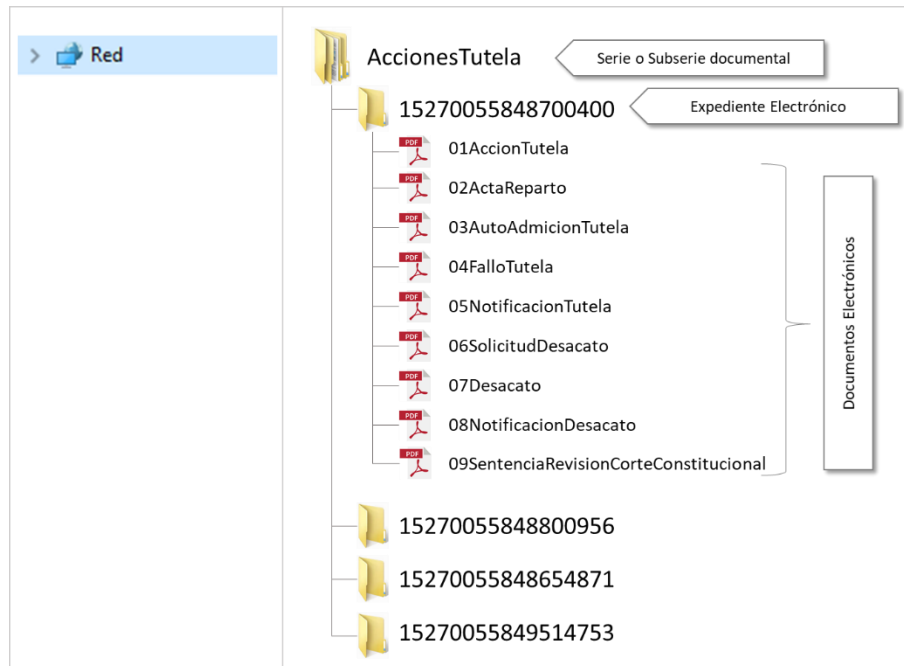 Red
AccionesTutela
Serie o Subserie documental
15270055848700400
Expediente Electrónico
PDF
01AccionTutela
PDF
02ActaReparto
PDF
03AutoAdmicionTutela
PDF
04FalloTutela
PDF
05NotificacionTutela
PDF
06SolicitudDesacato
PDF
07Desacato
PDF
08NotificacionDesacato
PDF
09SentenciaRevisionCorteConstitucional
Documentos Electrónicos
15270055848800956
15270055848654871
15270055849514753